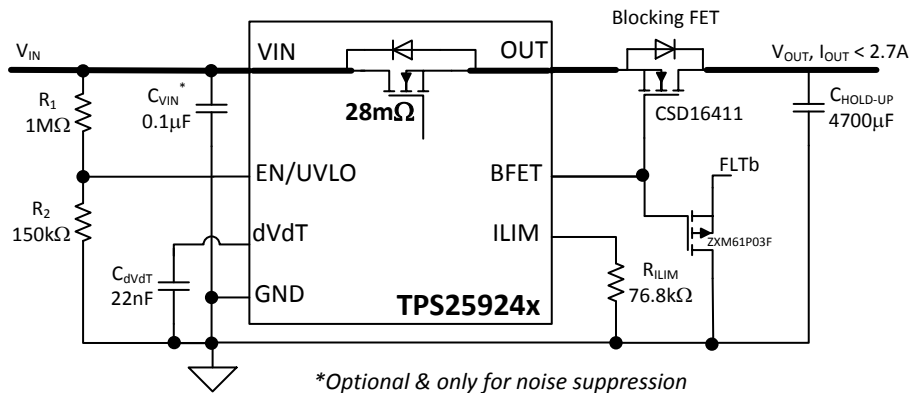 Blocking FET
VIN
VIN
OUT
VOUT, IOUT < 2.7A
R1
1MΩ
CVIN*
0.1µF
28mΩ
CSD16411
CHOLD-UP
4700µF
EN/UVLO
BFET
FLTb
R2
150kΩ
dVdT
ILIM
ZXM61P03F
CdVdT
22nF
RILIM
76.8kΩ
GND
TPS25924x
*Optional & only for noise suppression